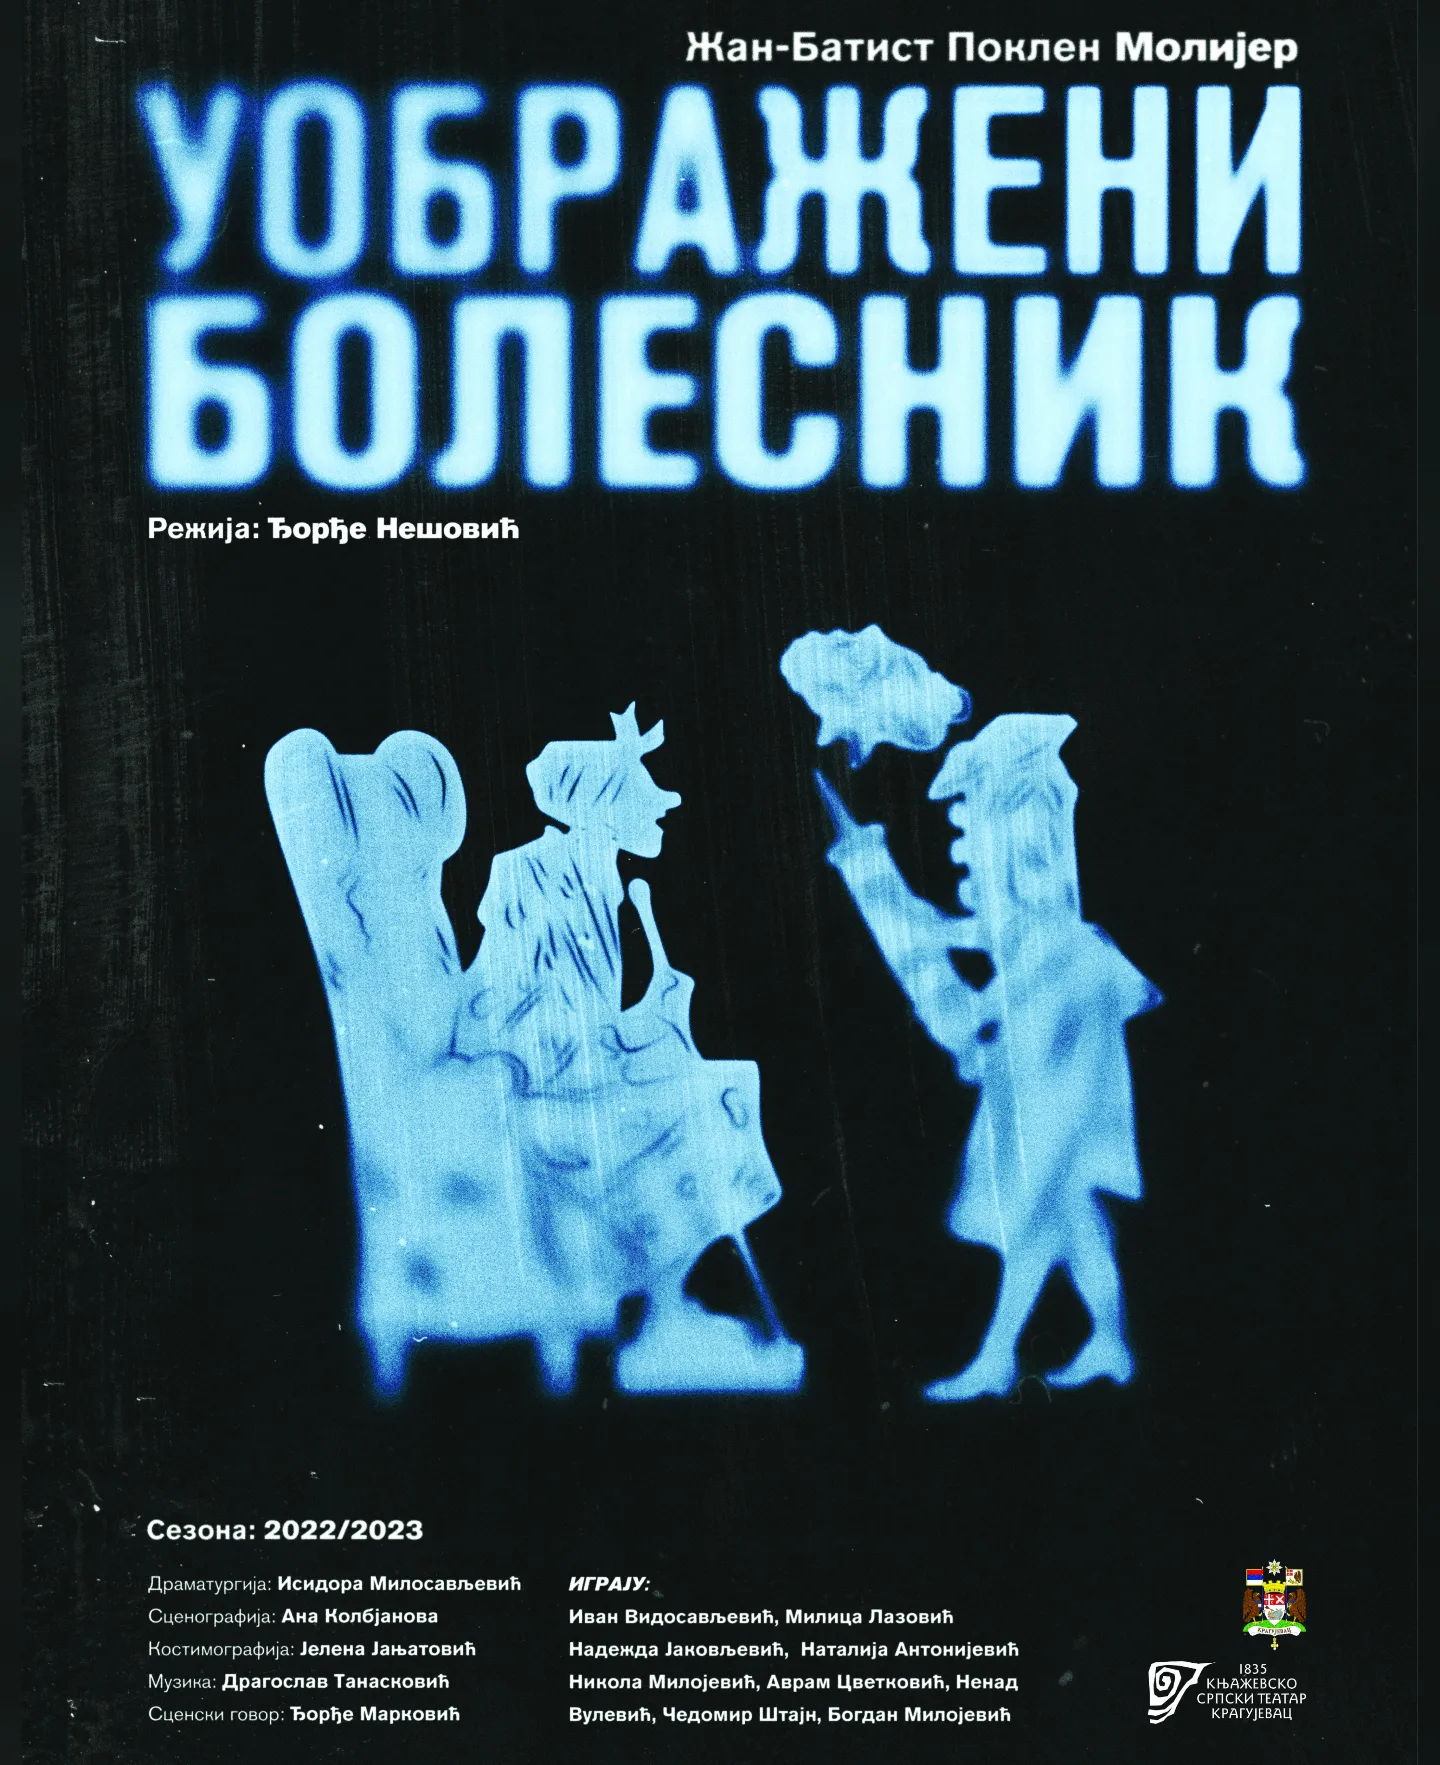 Жан-Батист Поклен Молијер
УОБРАЖЕНИ
БОЛЕСНИК
Режија: Ђорђе Нешовић
Сезона: 2022/2023
Драматургија: Исидора Милосављевић
Сценографија: Ана Колбјанова
Костимографија: Јелена Јањатовић
Музика: Драгослав Танасковић
Сценски говор: Ђорђе Марковић
ИГРАЈУ:
Иван Видосављевић, Милица Лазовић
Надежда Јаковљевић, Наталија Антонијевић
Никола Милојевић, Аврам Цветковић, Ненад
Вулевић, Чедомир Штајн, Богдан Милојевић
КРАГУЈЕВАЦ
1835
КЊАЖЕВСКО
СРПСКИ ТЕАТАР
КРАГУЈЕВАЦ